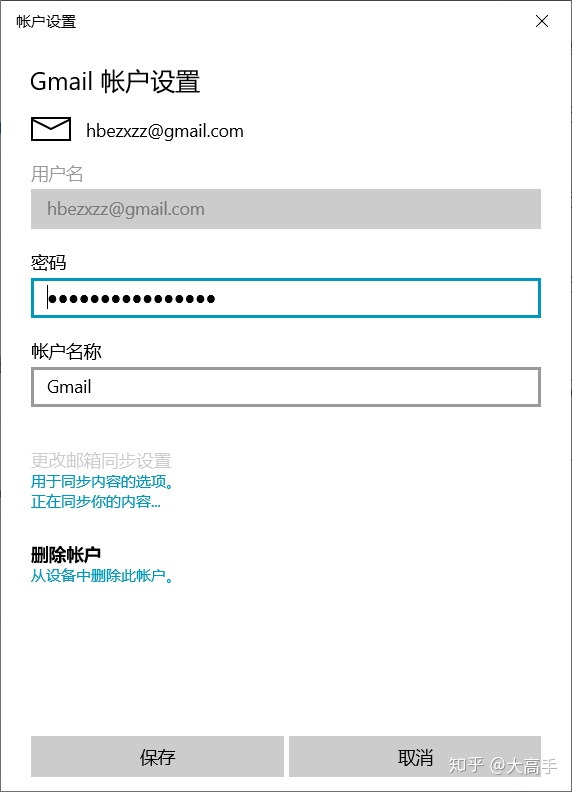 帐户设置
Gmail 帐户设置
hbezxzz@gmail.com
用户名
hbezxzz@gmail.com
密码
●●●●●●●●●●●●●●●●
帐户名称
Gmail
更改邮箱同步设置
用于同步内容的选项。
正在同步你的内容...
删除帐户
从设备中删除此帐户。
保存
取消
知乎 @大高手